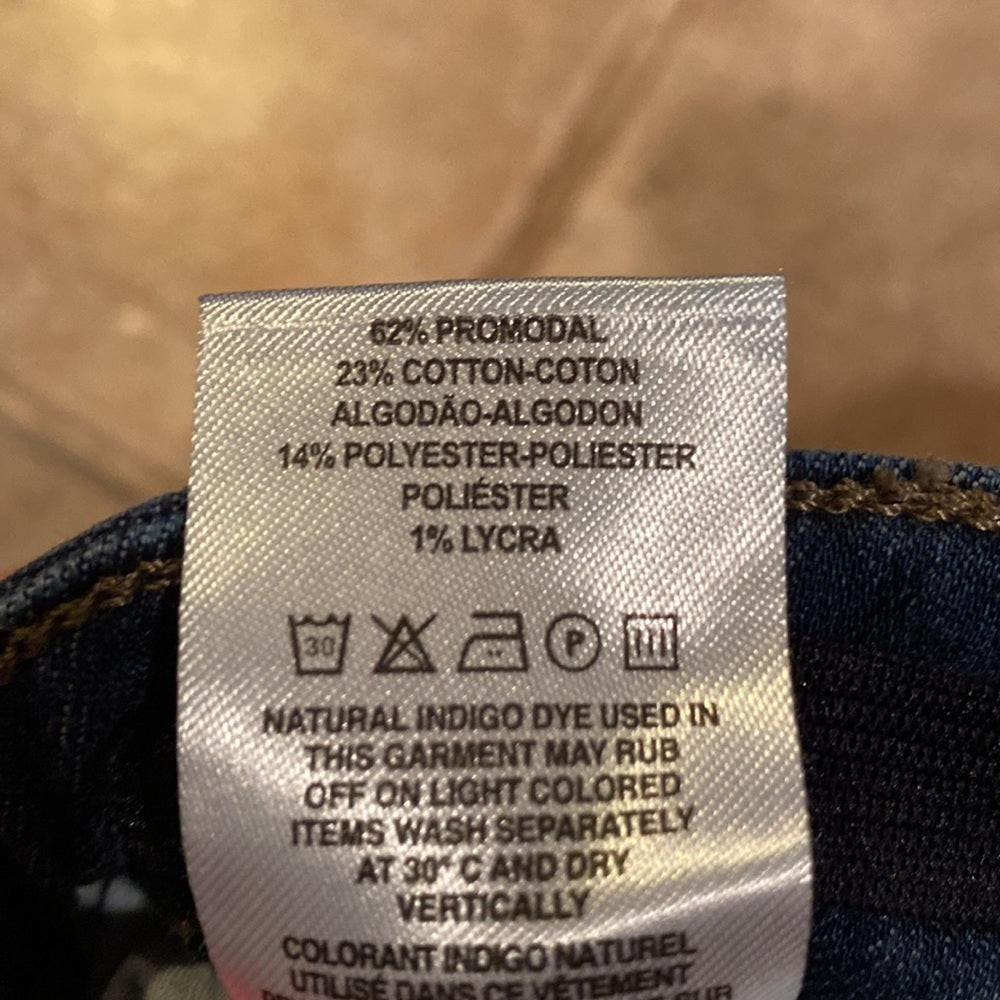 62% PROMODAL
23% COTTON-COTON
ALGODÃO-ALGODON
14% POLYESTER-POLIESTER
POLIÉSTER
1% LYCRA
30 P
NATURAL INDIGO DYE USED IN
THIS GARMENT MAY RUB
OFF ON LIGHT COLORED
ITEMS WASH SEPARATELY
AT 30° C AND DRY
VERTICALLY
COLORANT INDIGO NATUREL
UTILISÉ DANS CE VÊTEMENT
SUR